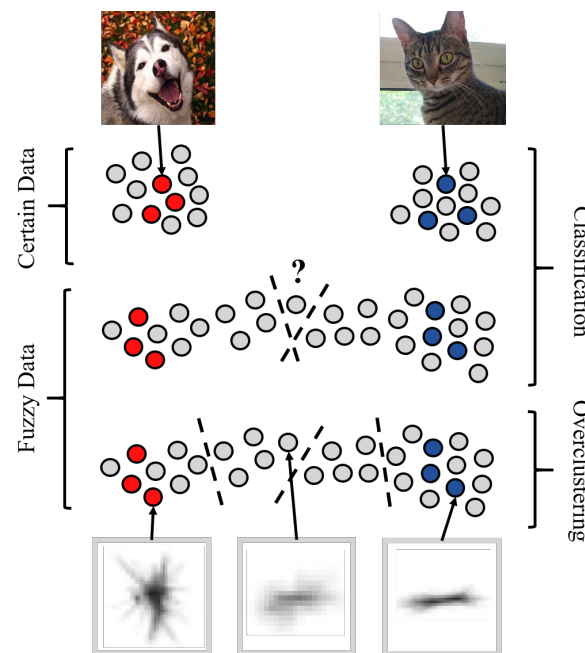 Certain Data
Classification
?
Fuzzy Data
Overclustering